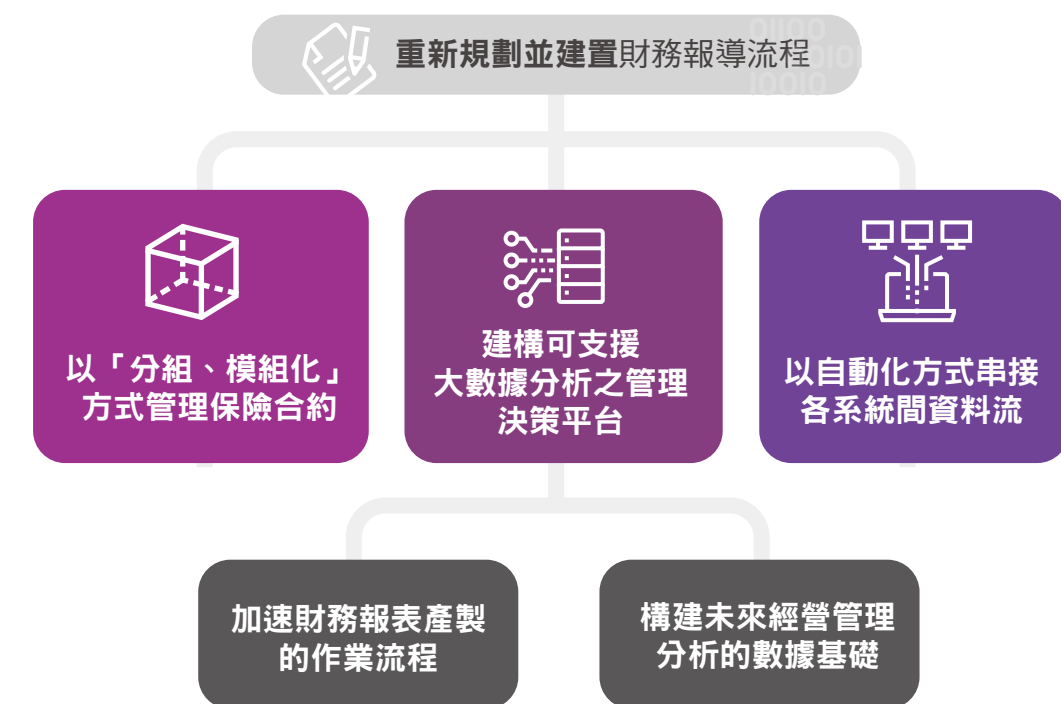 重新規劃並建置財務報導流程
01100
0101
10010
以「分組、模組化」
方式管理保險合約
建構可支援
大數據分析之管理
決策平台
以自動化方式串接
各系統間資料流
加速財務報表產製
的作業流程
構建未來經營管理
分析的數據基礎